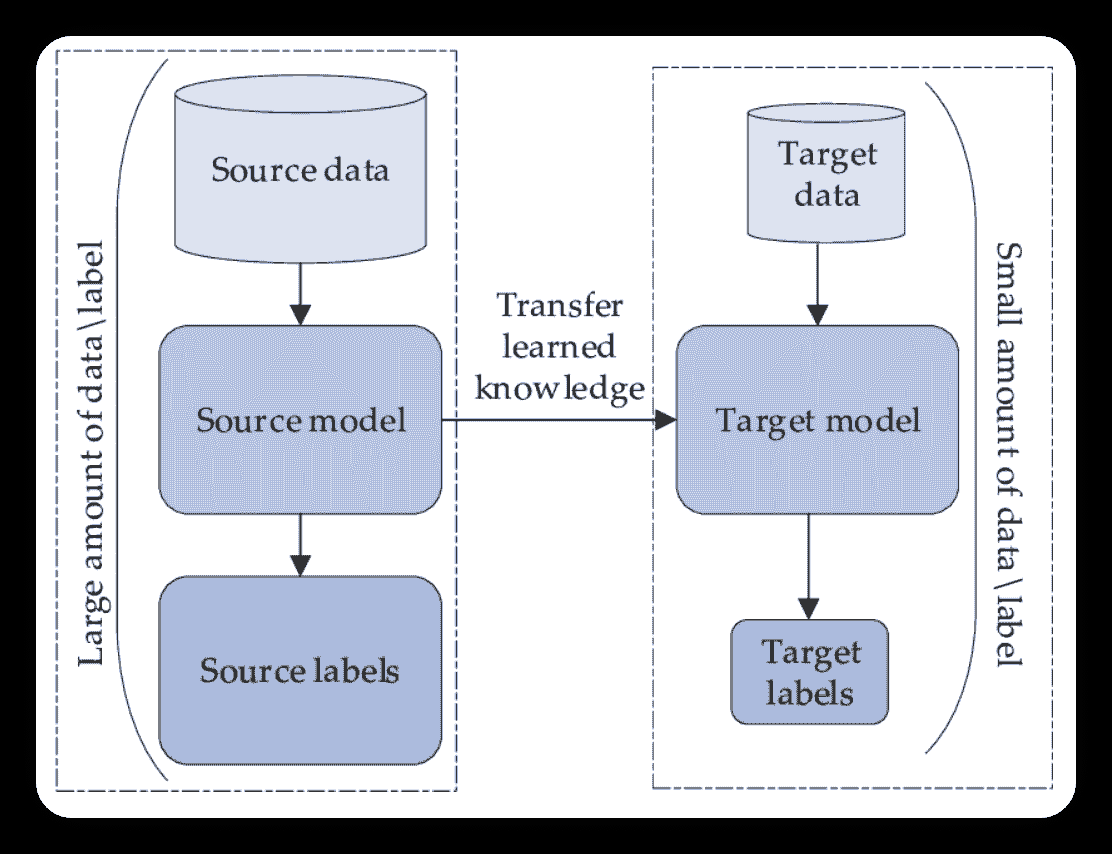 Large amount of data\label
Source data
Source model
Source labels
Transfer
learned
knowledge
Target
data
Target model
Target
labels
Small amount of data\label